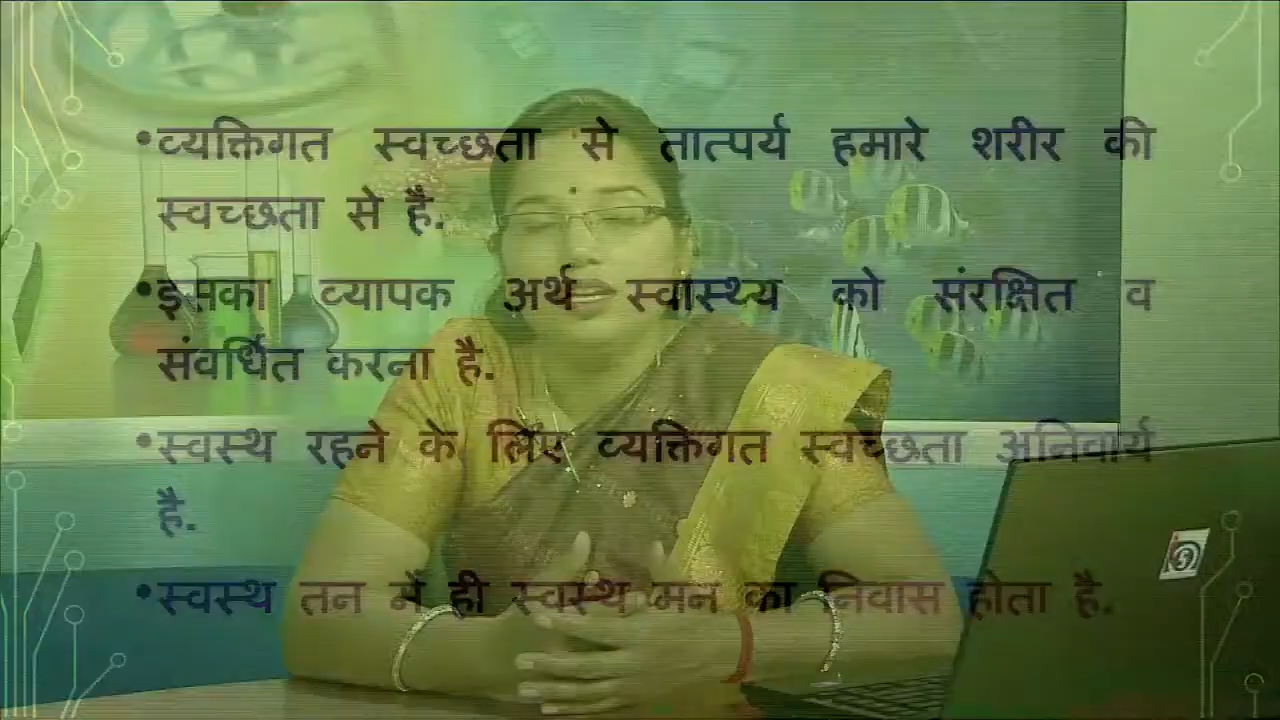 •व्यक्तिगत स्वच्छता से तात्पर्य हमारे शरीर की
स्वच्छता से है.
•इसका व्यापक अर्थ स्वास्थ्य को संरक्षित व
संवर्धित करना है.
•स्वस्थ रहने के लिए व्यक्तिगत स्वच्छता अनिवार्य
है.
•स्वस्थ तन में ही स्वस्थ मन का निवास होता है.